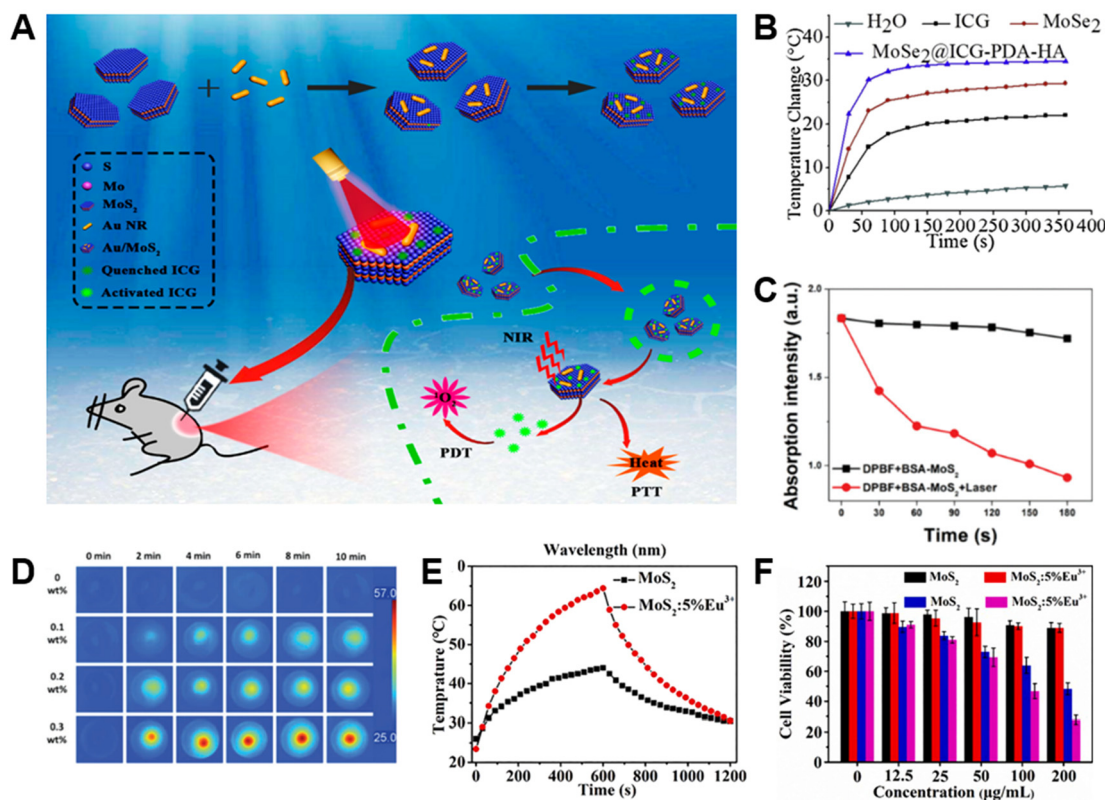 A
S
Mo
MoS2
Au NR
Au/MoS2
Quenched ICG
Activated ICG
NIR
1O2
PDT
Heat
PTT
B
H2O
ICG
MoSe2
MoSe2@ICG-PDA-HA
Temperature Change (°C)
40
30
20
10
0
0 50 100 150 200 250 300 350 400
Time (s)
C
Absorption intensity (a.u.)
2.0
1.5
1.0
DPBF+BSA-MoS2
DPBF+BSA-MoS2+Laser
0 30 60 90 120 150 180
Time (s)
D
0 min 2 min 4 min 6 min 8 min 10 min
0
wt%
0.1
wt%
0.2
wt%
0.3
wt%
57.0
25.0
E
Wavelength (nm)
MoS2
MoS2:5%Eu3+
Temprature (°C)
0
60
50
40
30
20
0 200 400 600 800 1000 1200
Time (s)
F
MoS2 MoS2:5%Eu3+
MoS2 MoS2:5%Eu3+
Cell Viability (%)
120
100
80
60
40
20
0
0 12.5 25 50 100 200
Concentration (μg/mL)